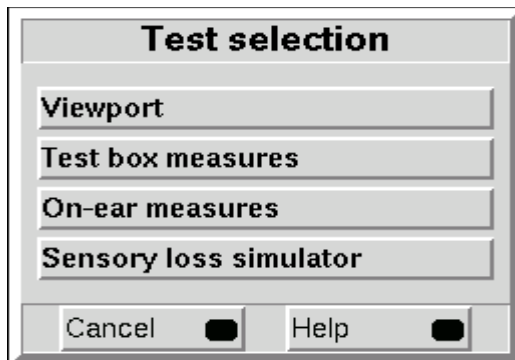 Test selection
Viewport
Test box measures
On-ear measures
Sensory loss simulator
Cancel Help